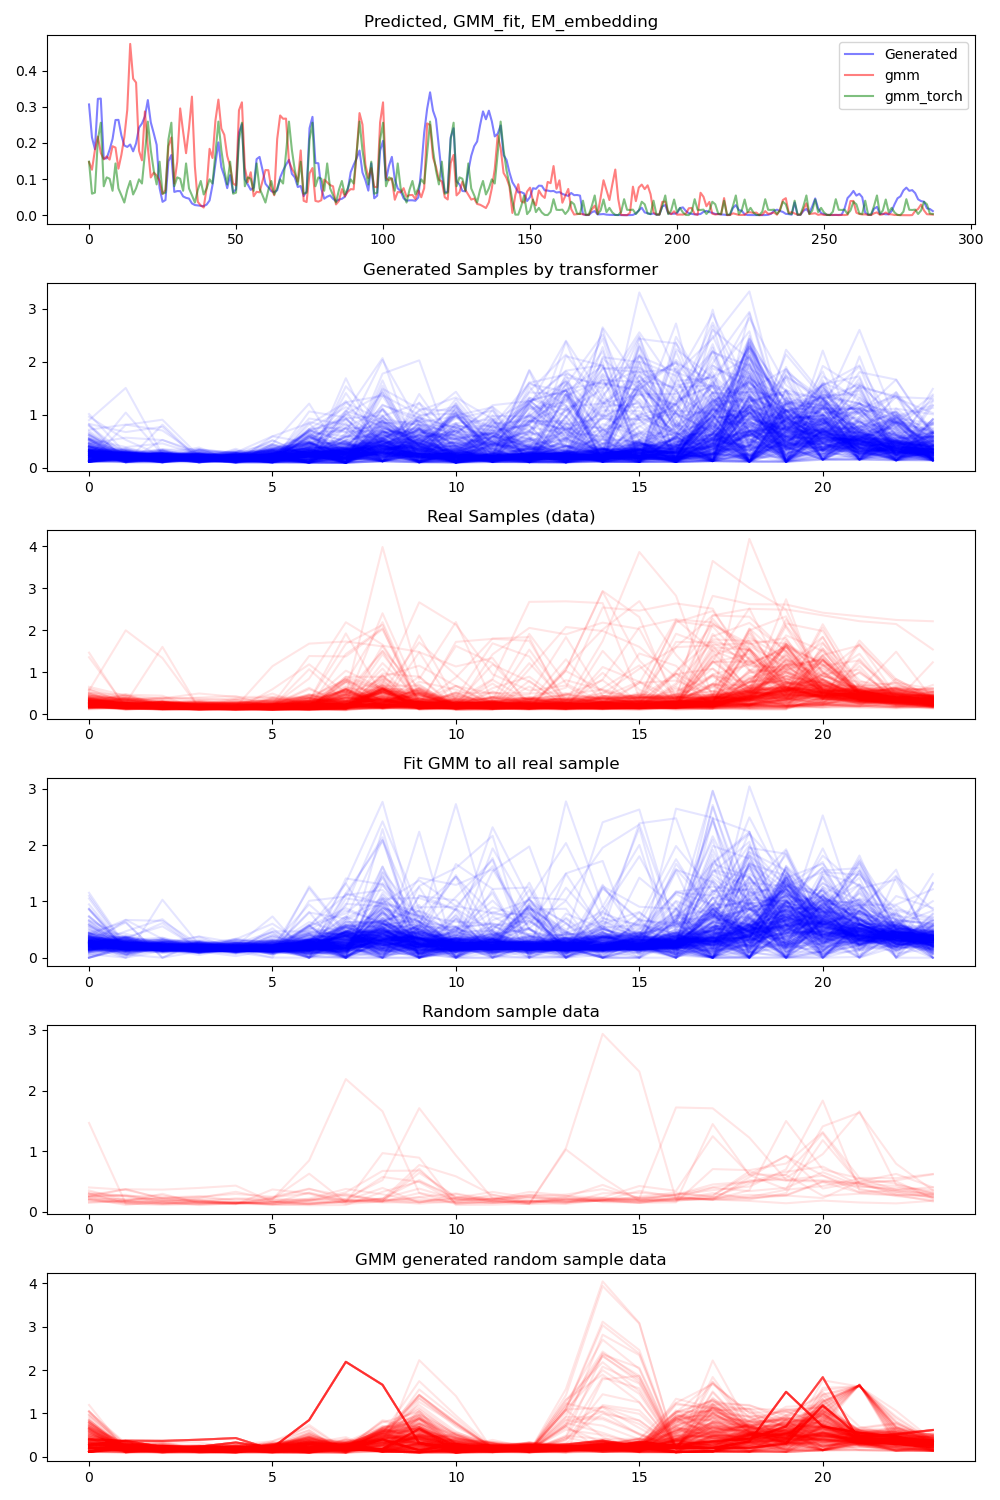 Predicted, GMM_fit, EM_embedding
0.4
0.3
0.2
0.1
0.0
Generated
gmm
gmm_torch
0 50 100 150 200 250 300
Generated Samples by transformer
3
2
1
0
0 5 10 15 20
Real Samples (data)
4
3
2
1
0
0 5 10 15 20
Fit GMM to all real sample
3
2
1
0
0 5 10 15 20
Random sample data
3
2
1
0
0 5 10 15 20
GMM generated random sample data
4
3
2
1
0
0 5 10 15 20